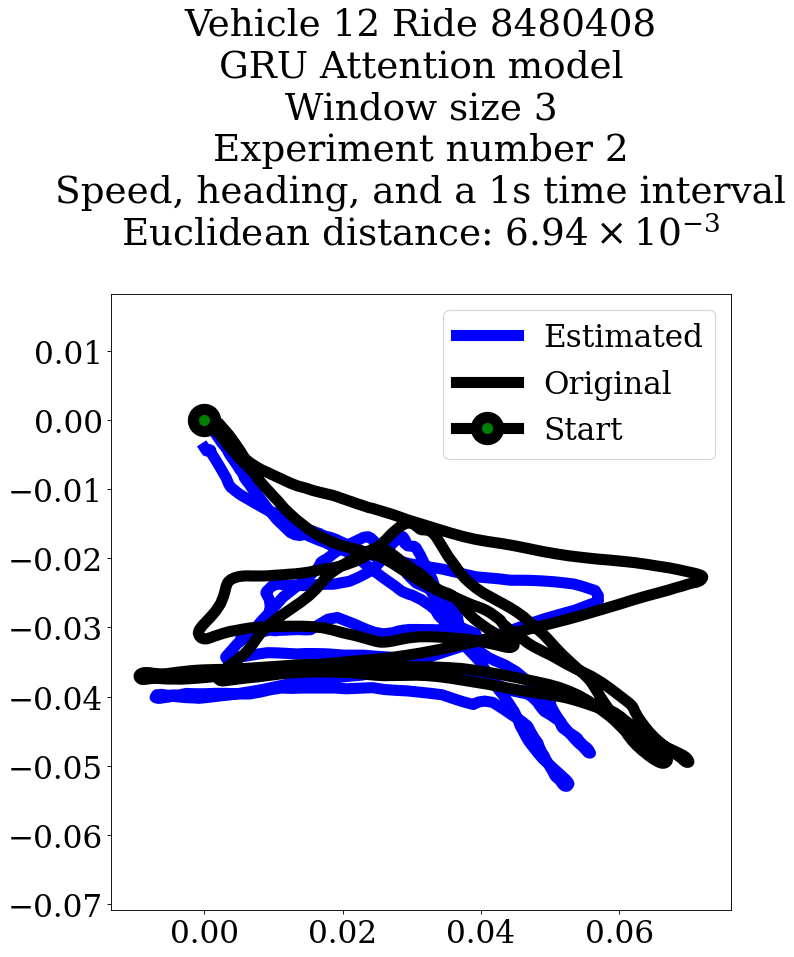 Vehicle 12 Ride 8480408
GRU Attention model
Window size 3
Experiment number 2
Speed, heading, and a 1s time interval
Euclidean distance: 6.94 × 10⁻³
Estimated
Original
Start
0.01
0.00
−0.01
−0.02
−0.03
−0.04
−0.05
−0.06
−0.07
0.00 0.02 0.04 0.06